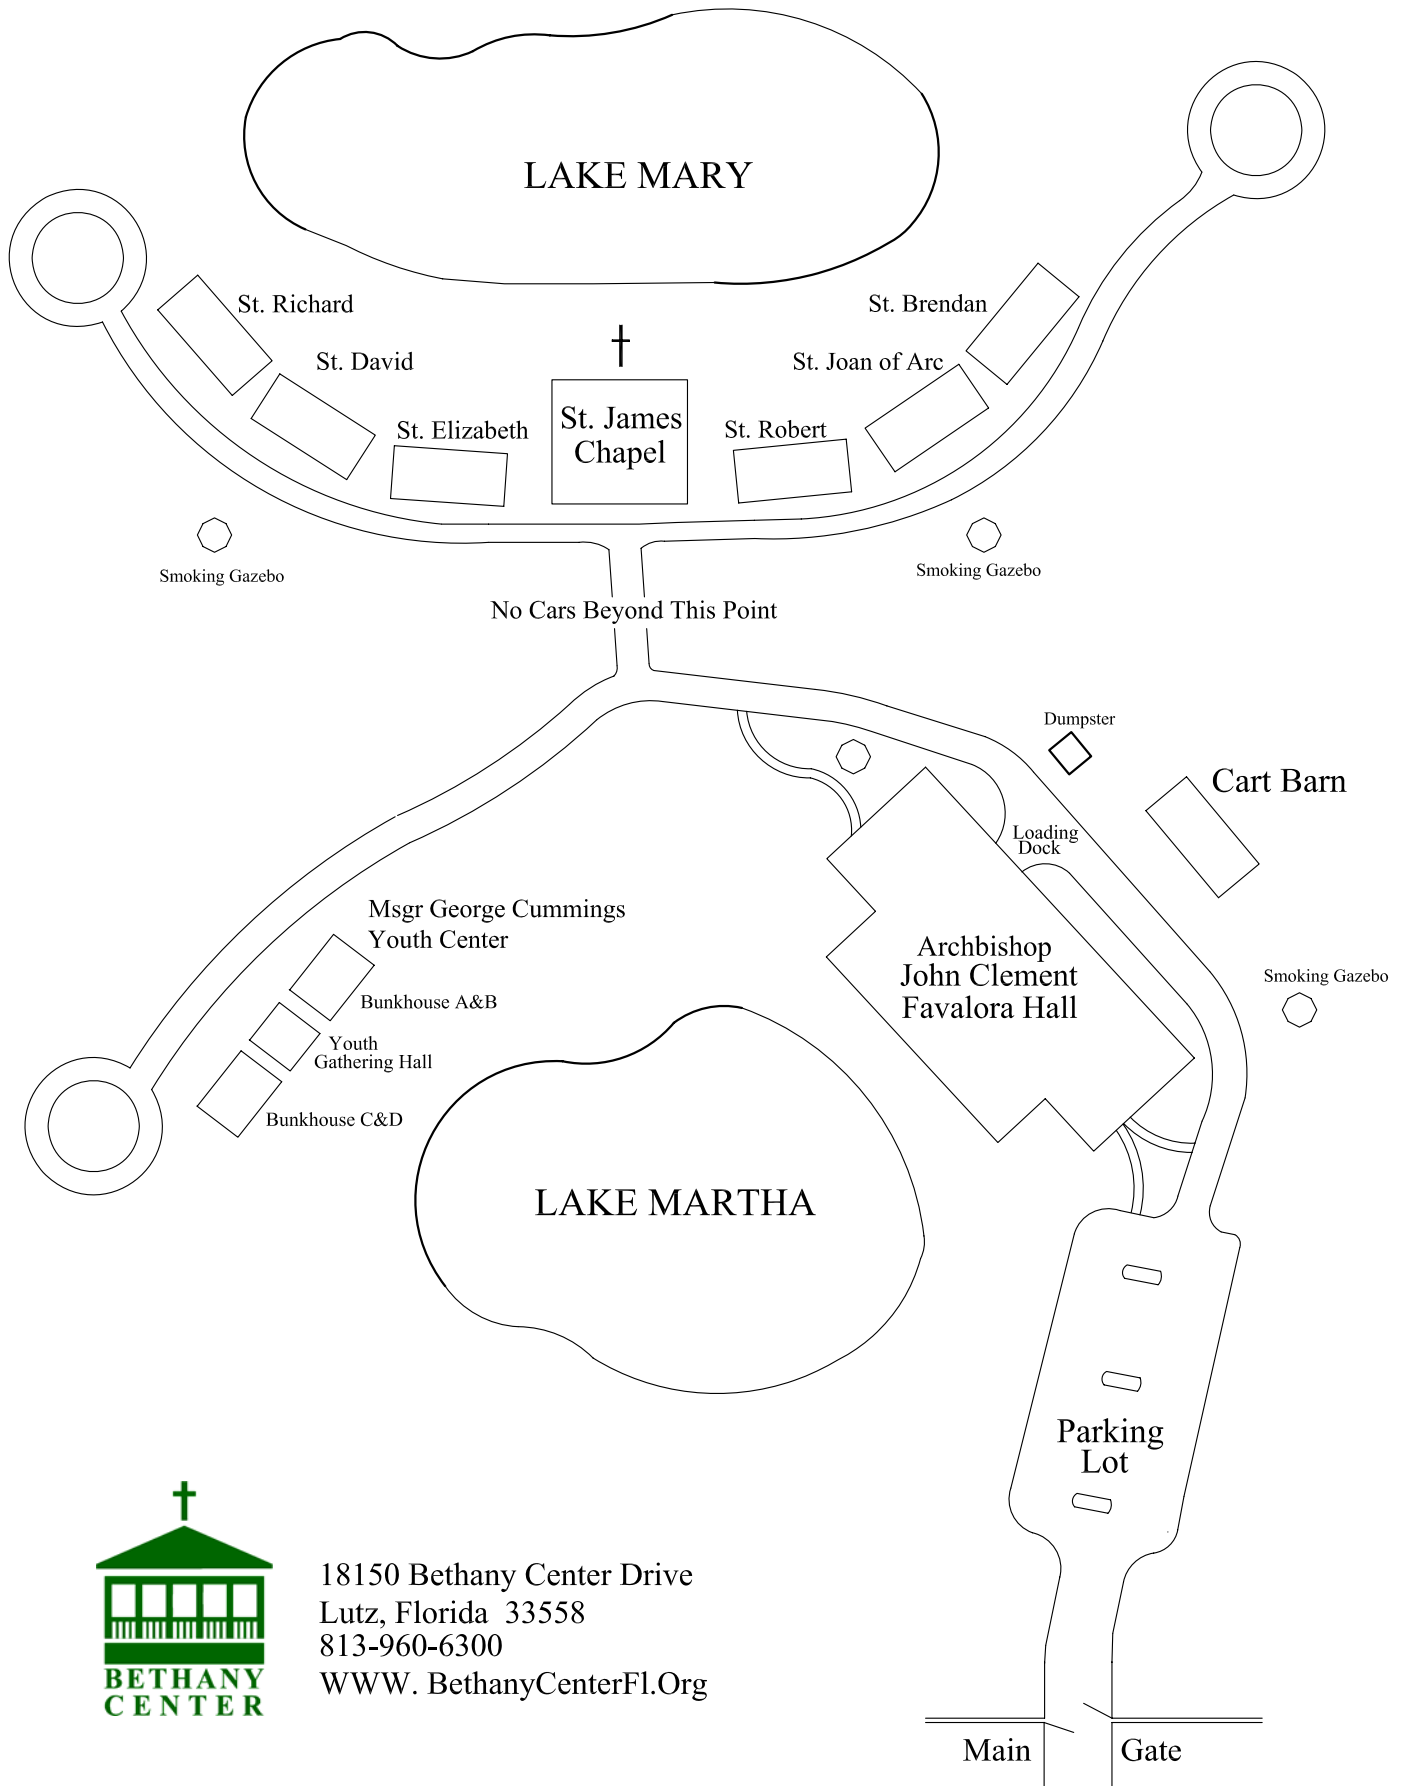 LAKE MARY
St. Richard
St. Brendan
St. David
St. Joan of Arc
St. James
Chapel
St. Elizabeth
St. Robert
Smoking Gazebo
Smoking Gazebo
No Cars Beyond This Point
Dumpster
Cart Barn
Loading
Dock
Msgr George Cummings
Youth Center
Archbishop
John Clement
Favalora Hall
Smoking Gazebo
Bunkhouse A&B
Youth
Gathering Hall
Bunkhouse C&D
LAKE MARTHA
Parking
Lot
BETHANY
CENTER
18150 Bethany Center Drive
Lutz, Florida  33558
813-960-6300
WWW. BethanyCenterFl.Org
Main
Gate